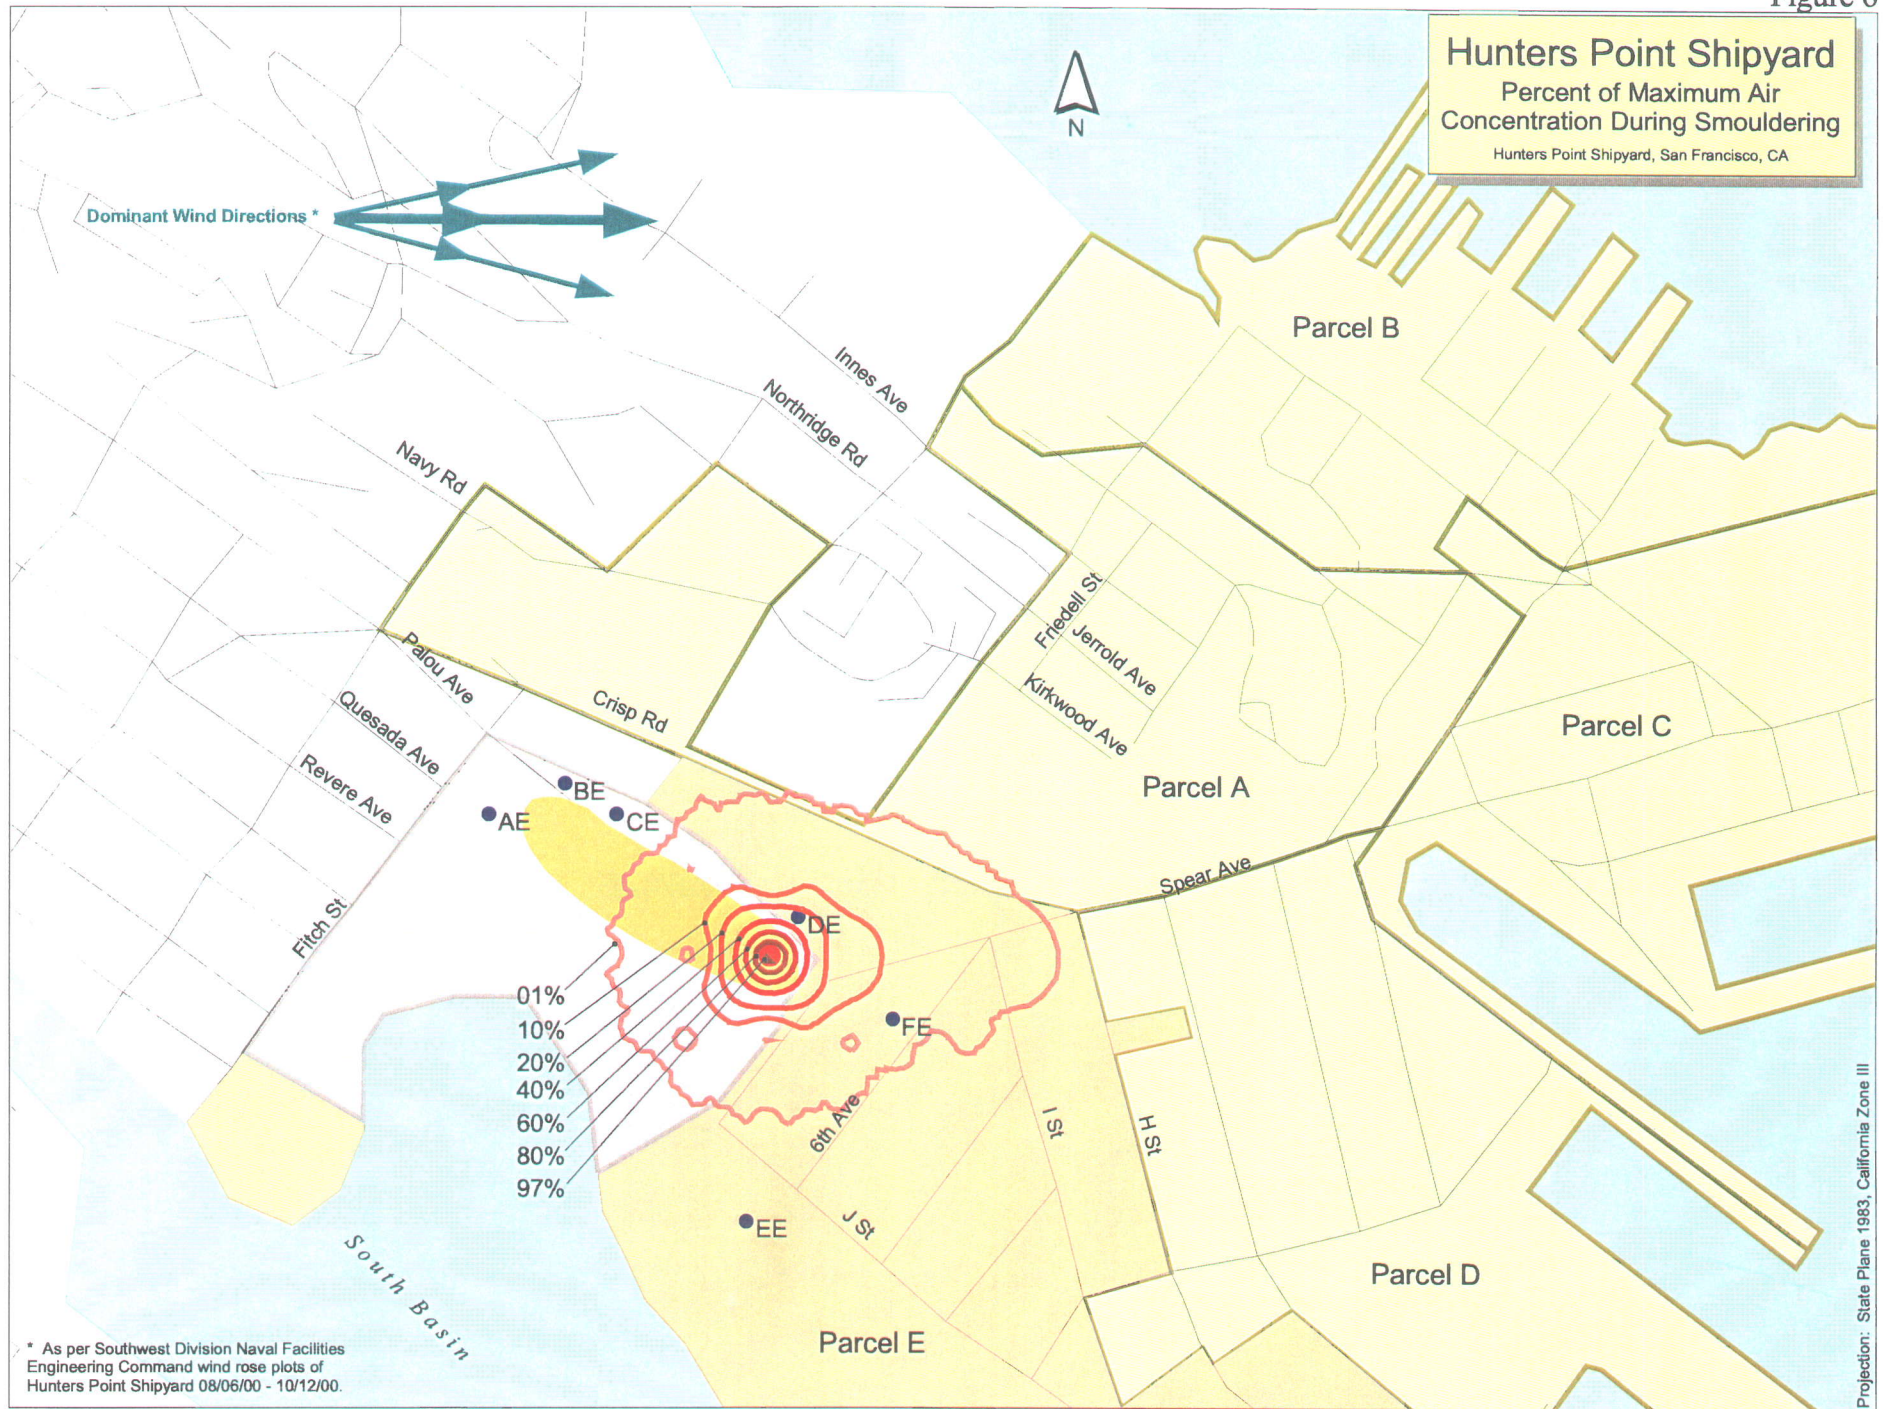 Figure 6
Hunters Point Shipyard
Percent of Maximum Air
Concentration During Smouldering
Hunters Point Shipyard, San Francisco, CA
N
Dominant Wind Directions *
Parcel B
Innes Ave
Northridge Rd
Navy Rd
Friedell St
Jerrold Ave
Kirkwood Ave
Palou Ave
Quesada Ave
Revere Ave
Crisp Rd
Parcel C
Parcel A
BE
AE
CE
Spear Ave
Fitch St
DE
01%
10%
20%
40%
60%
80%
97%
FE
6th Ave
I St
H St
EE
J St
South Basin
Parcel D
Parcel E
* As per Southwest Division Naval Facilities
Engineering Command wind rose plots of
Hunters Point Shipyard 08/06/00 - 10/12/00.
Projection: State Plane 1983, California Zone III